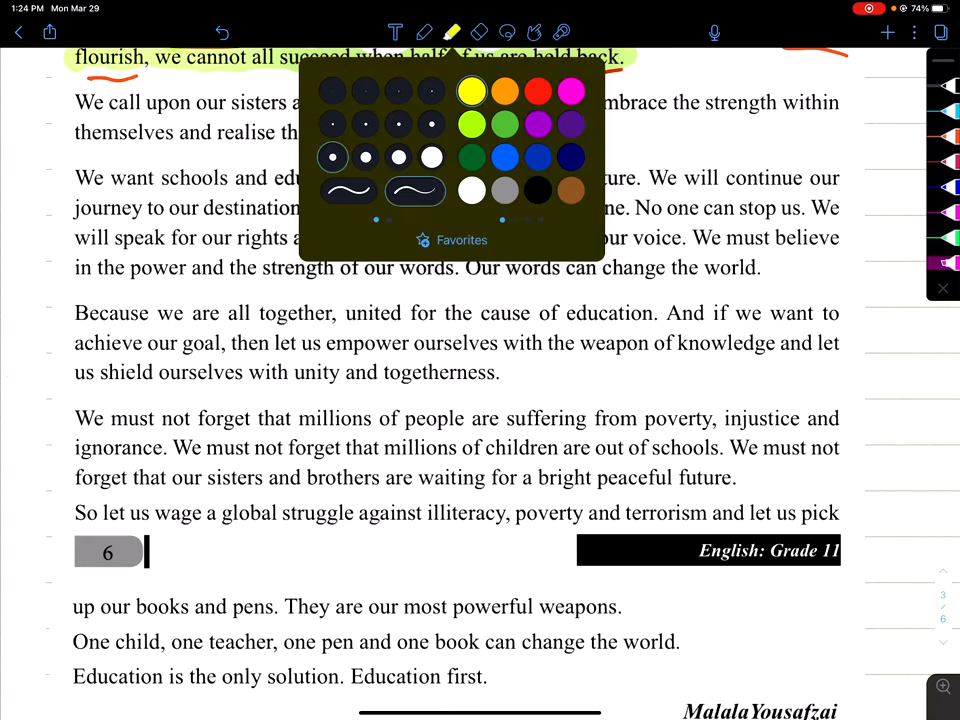 1:24 PM Mon Mar 29
74%
flourish, we cannot all succeed when half of us are held back.
We call upon our sisters a mbrace the strength within
themselves and realise th
We want schools and edu ture. We will continue our
journey to our destination ne. No one can stop us. We
will speak for our rights a our voice. We must believe
in the power and the strength of our words. Our words can change the world.
Favorites
Because we are all together, united for the cause of education. And if we want to
achieve our goal, then let us empower ourselves with the weapon of knowledge and let
us shield ourselves with unity and togetherness.
We must not forget that millions of people are suffering from poverty, injustice and
ignorance. We must not forget that millions of children are out of schools. We must not
forget that our sisters and brothers are waiting for a bright peaceful future.
So let us wage a global struggle against illiteracy, poverty and terrorism and let us pick
6 English: Grade 11
3
/
6
up our books and pens. They are our most powerful weapons.
One child, one teacher, one pen and one book can change the world.
Education is the only solution. Education first.
MalalaYousafzai